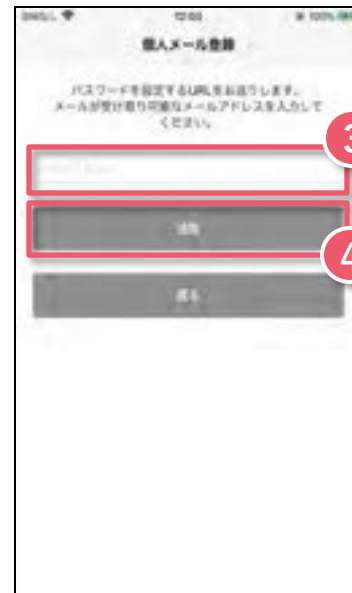 12:00
100%
個人メール登録
パスワードを設定するURLをお送りします。
メールが受け取り可能なメールアドレスを入力して
ください。
3
送信
4
戻る